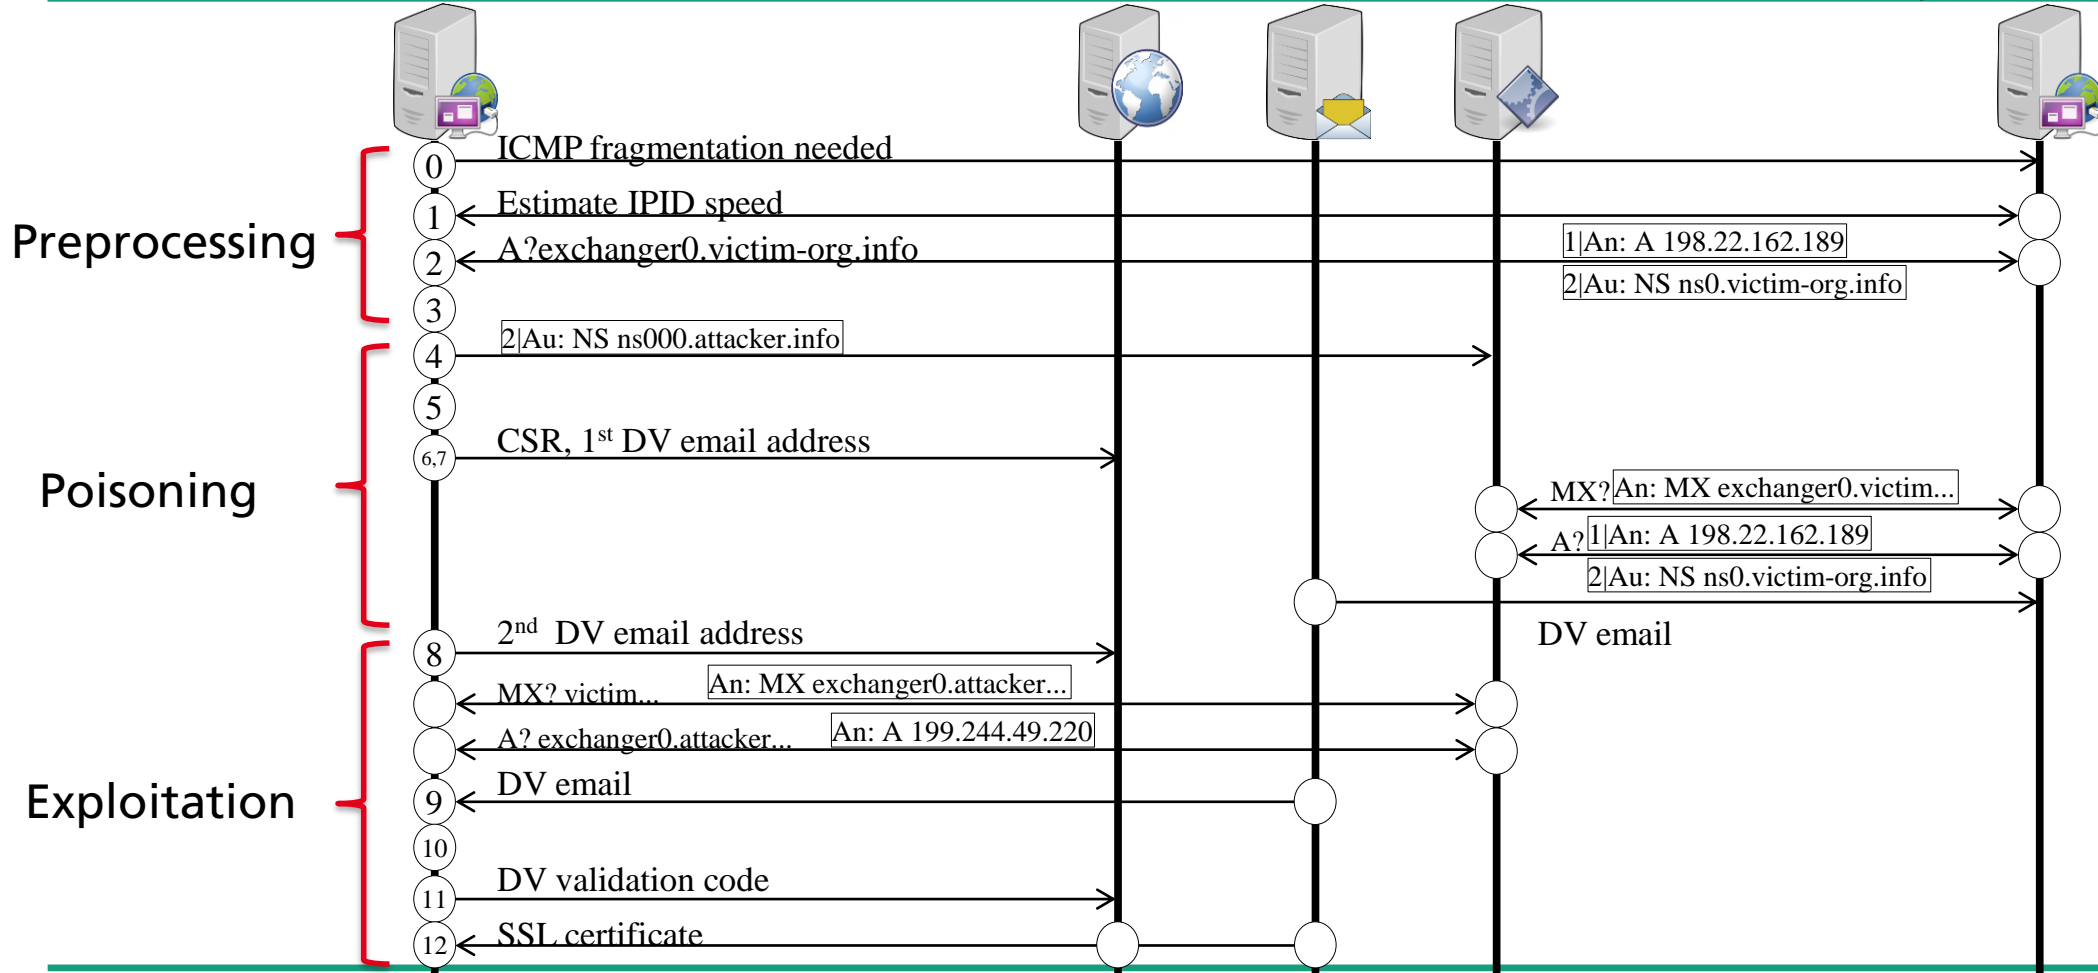 0
ICMP fragmentation needed
1
Estimate IPID speed
Preprocessing
2
A?exchanger0.victim-org.info
1|An: A 198.22.162.189
2|Au: NS ns0.victim-org.info
3
4
2|Au: NS ns000.attacker.info
5
6,7
CSR, 1st DV email address
Poisoning
MX?
An: MX exchanger0.victim...
A?
1|An: A 198.22.162.189
2|Au: NS ns0.victim-org.info
DV email
8
2nd DV email address
MX? victim...
An: MX exchanger0.attacker...
A? exchanger0.attacker...
An: A 199.244.49.220
Exploitation
9
DV email
10
11
DV validation code
12
SSL certificate